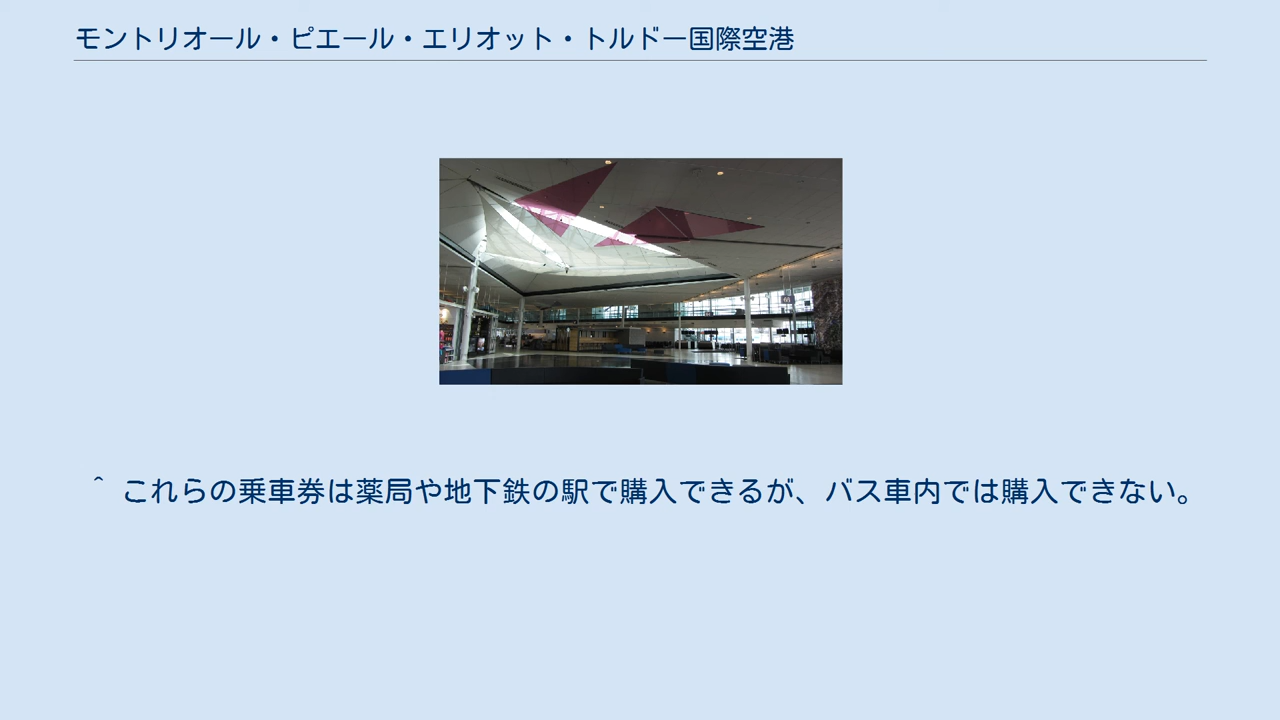 モントリオール・ピエール・エリオット・トルドー国際空港
^ これらの乗車券は薬局や地下鉄の駅で購入できるが、バス車内では購入できない。